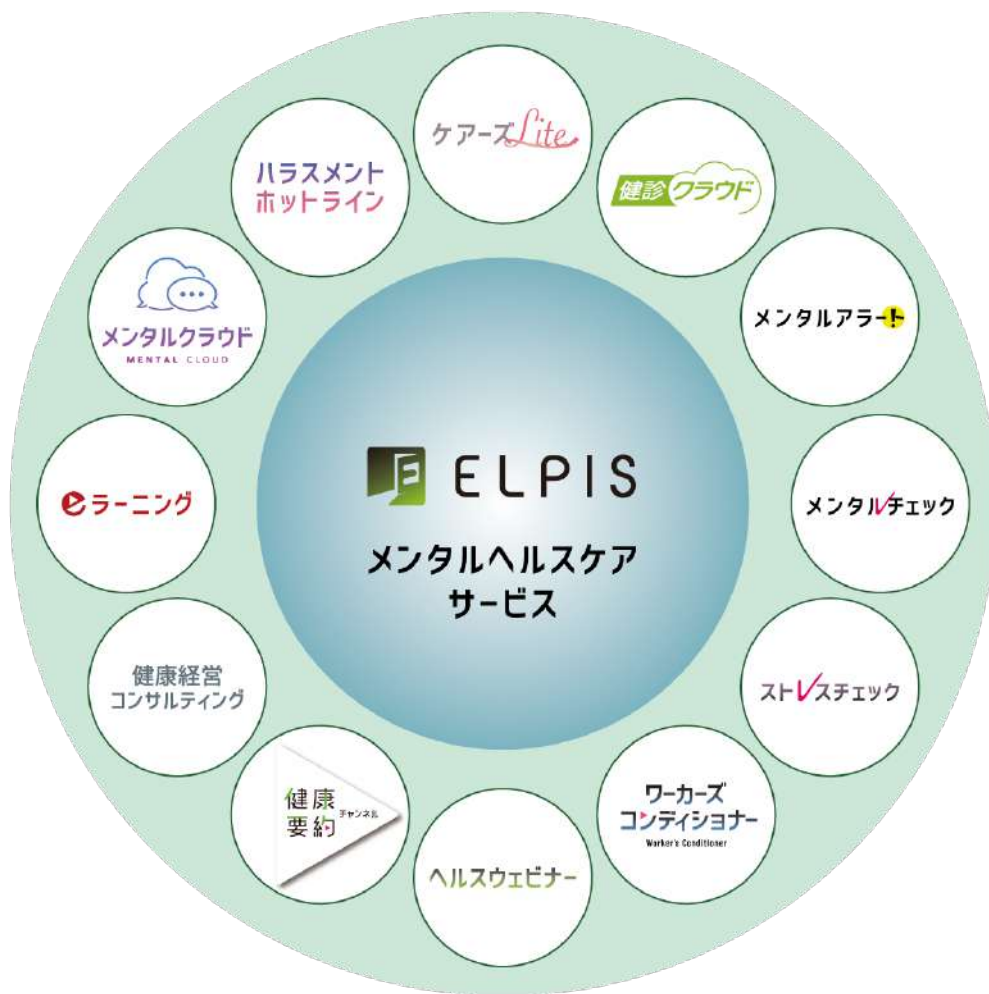 ケアーズLite
健診クラウド
メンタルアラー!
メンタルチェック
ストレスチェック
ワーカーズ
コンディショナー
Worker's Conditioner
ヘルスウェビナー
健康
要約
チャンネル
健康経営
コンサルティング
eラーニング
メンタルクラウド
MENTAL CLOUD
ハラスメント
ホットライン
E ELPIS
メンタルヘルスケア
サービス